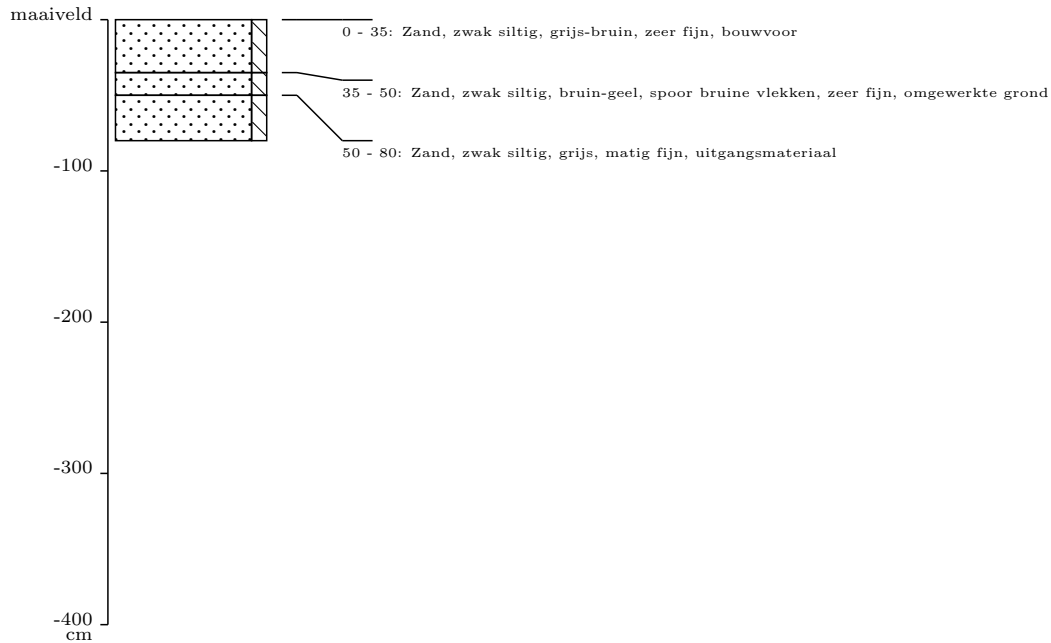 maaiveld
0 - 35: Zand, zwak siltig, grijs-bruin, zeer fijn, bouwvoor
35 - 50: Zand, zwak siltig, bruin-geel, spoor bruine vlekken, zeer fijn, omgewerkte grond
50 - 80: Zand, zwak siltig, grijs, matig fijn, uitgangsmateriaal
-100
-200
-300
-400
cm